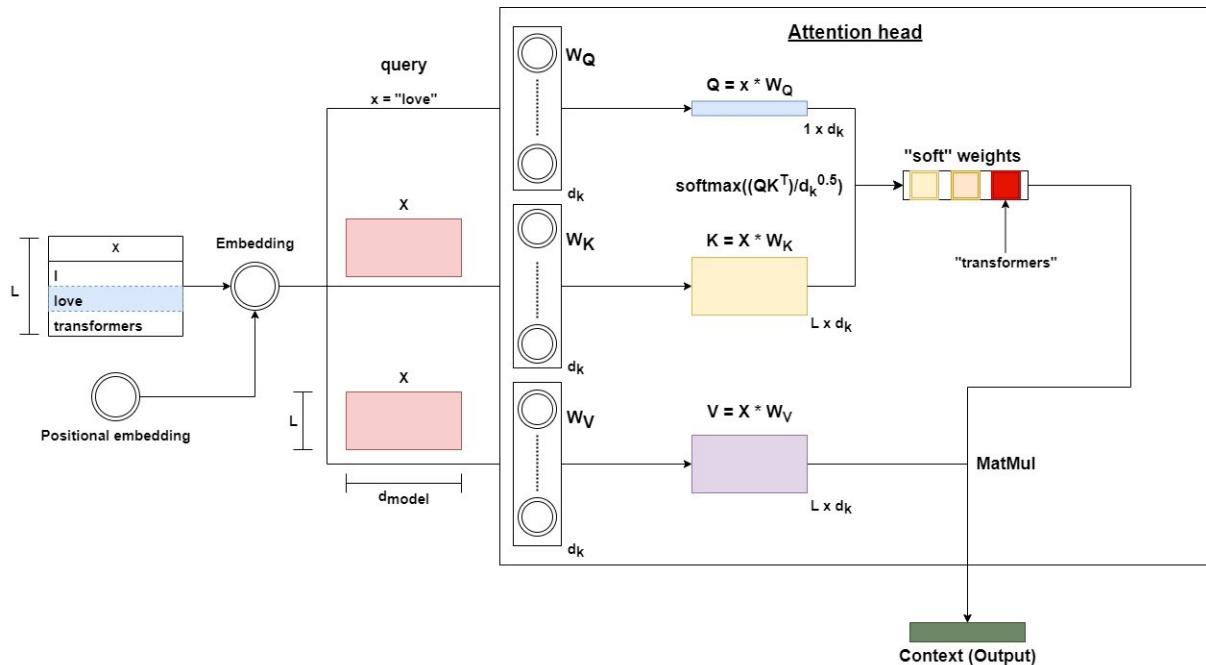 Attention head
query
x = "love"
W_Q
d_k
Q = x * W_Q
1 x d_k
"soft" weights
softmax((QK^T)/d_k^0.5)
"transformers"
X
W_K
d_k
K = X * W_K
L x d_k
X
I
love
transformers
L
Embedding
Positional embedding
X
L
d_model
W_V
d_k
V = X * W_V
L x d_k
MatMul
Context (Output)